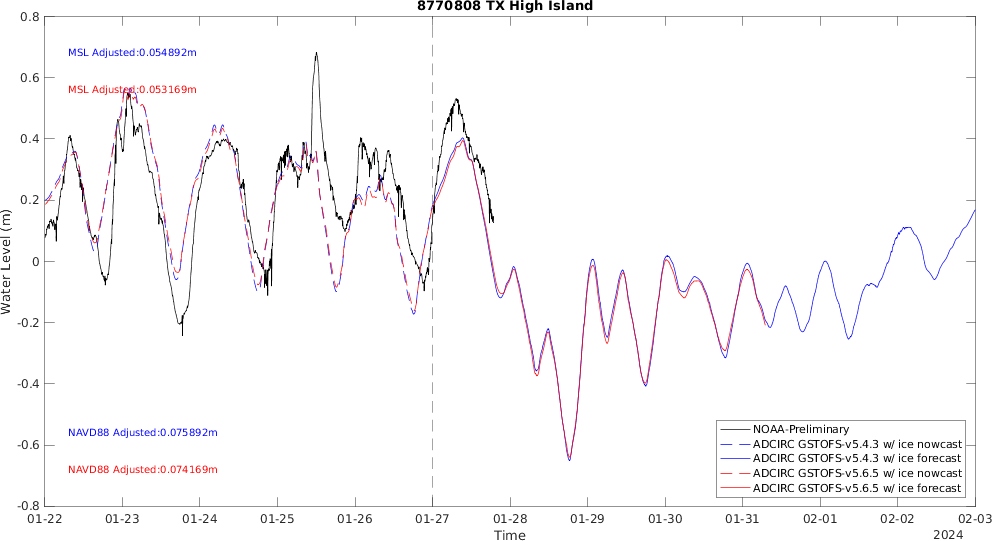 8770808 TX High Island
0.8
0.6
0.4
0.2
0
-0.2
-0.4
-0.6
-0.8
Water Level (m)
MSL Adjusted:0.054892m
MSL Adjusted:0.053169m
NAVD88 Adjusted:0.075892m
NAVD88 Adjusted:0.074169m
NOAA-Preliminary
ADCIRC GSTOFS-v5.4.3 w/ ice nowcast
ADCIRC GSTOFS-v5.4.3 w/ ice forecast
ADCIRC GSTOFS-v5.6.5 w/ ice nowcast
ADCIRC GSTOFS-v5.6.5 w/ ice forecast
01-22 01-23 01-24 01-25 01-26 01-27 01-28 01-29 01-30 01-31 02-01 02-02 02-03
Time
2024